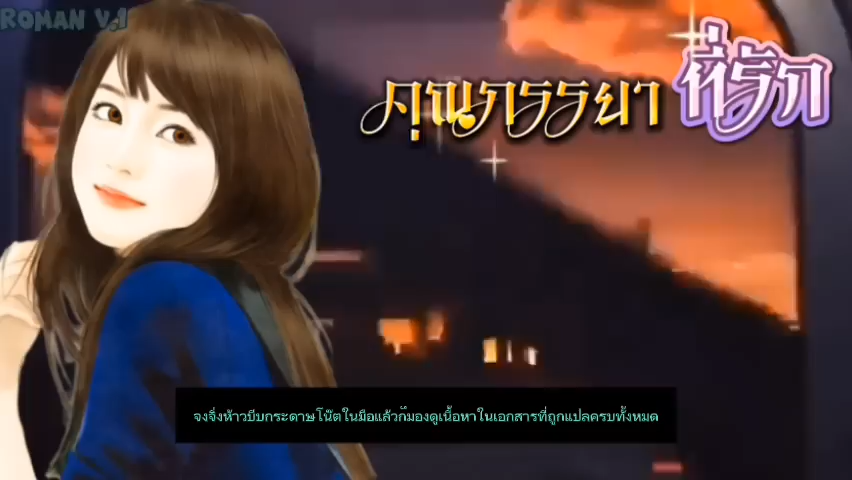 ROMAN V.1
คุณภรรยา ที่รัก
จงจิ่งห้าวบีบกระดาษโน๊ตในมือแล้วก็มองดูเนื้อหาในเอกสารที่ถูกแปลครบทั้งหมด